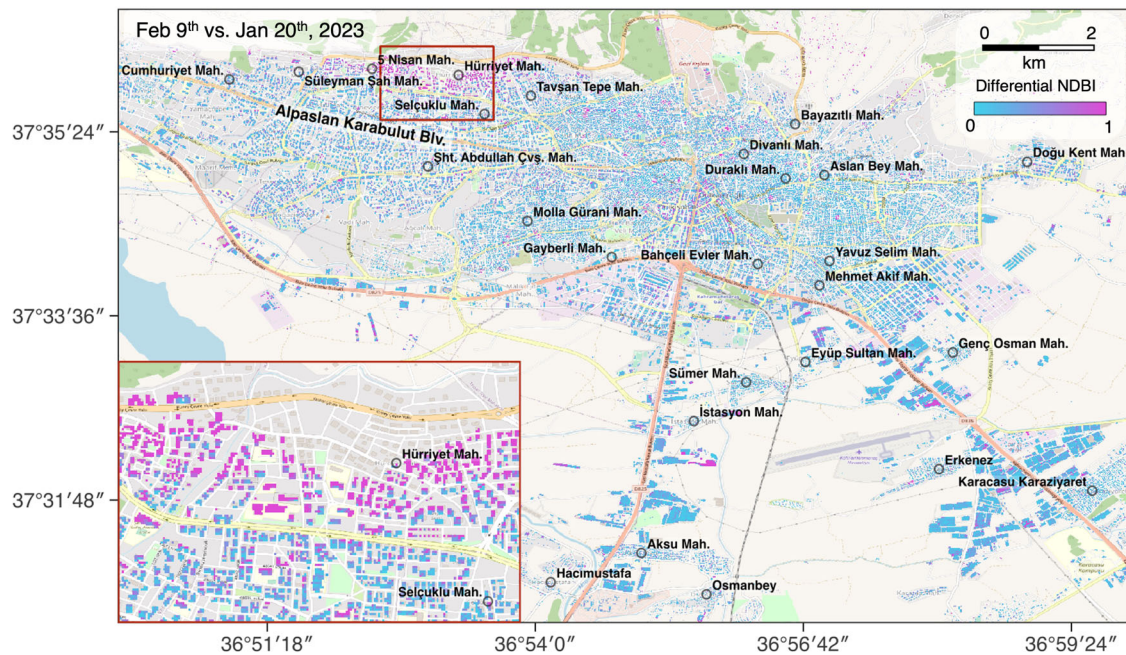 Feb 9th vs. Jan 20th, 2023
0 2
km
Differential NDBI
0 1
5 Nisan Mah.
Hürriyet Mah.
Cumhuriyet Mah.
Süleyman Şah Mah.
Tavşan Tepe Mah.
Selçuklu Mah.
Alpaslan Karabulut Blv.
Bayazıtlı Mah.
37°35′24″
Divanlı Mah.
Doğu Kent Mah
Şht. Abdullah Çvş. Mah.
Duraklı Mah.
Aslan Bey Mah.
Molla Gürani Mah.
Gayberli Mah.
Bahçeli Evler Mah.
Yavuz Selim Mah.
Mehmet Akif Mah.
37°33′36″
Genç Osman Mah.
Eyüp Sultan Mah.
Sümer Mah.
İstasyon Mah.
Hürriyet Mah.
Erkenez
Karacasu Karaziyaret
37°31′48″
Aksu Mah.
Hacımustafa
Osmanbey
Selçuklu Mah.
36°51′18″ 36°54′0″ 36°56′42″ 36°59′24″